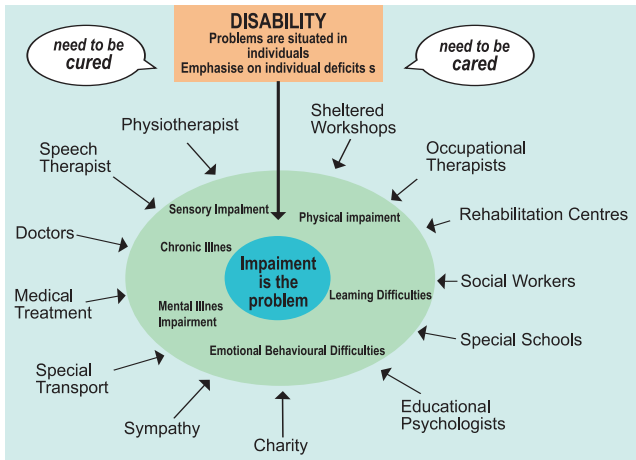 DISABILITY
Problems are situated in
individuals
Emphasise on individual deficits s
need to be
cured
need to be
cared
Physiotherapist
Sheltered
Workshops
Speech
Therapist
Occupational
Therapists
Doctors
Rehabilitation Centres
Medical
Treatment
Social Workers
Special
Transport
Special Schools
Sympathy
Educational
Psychologists
Charity
Sensory Impalment
Physical impaiment
Chronic Illnes
Impaiment
is the
problem
Leaming Difficulties
Mental Illnes
Impairment
Emotional Behavioural Difficulties